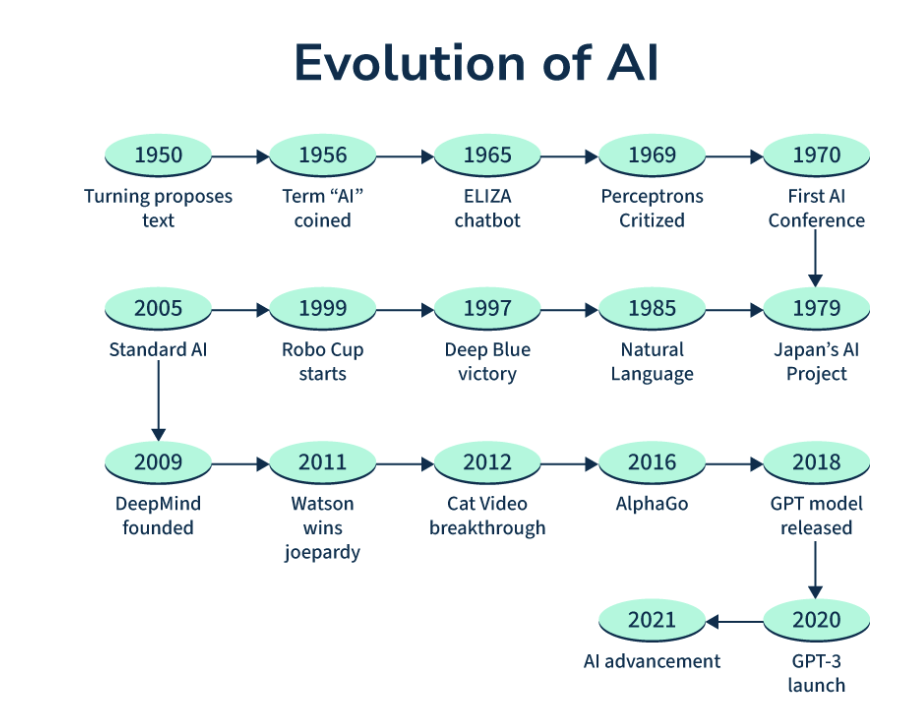 Evolution of AI
1950
Turning proposes
text
1956
Term “AI”
coined
1965
ELIZA
chatbot
1969
Perceptrons
Critized
1970
First AI
Conference
2005
Standard AI
1999
Robo Cup
starts
1997
Deep Blue
victory
1985
Natural
Language
1979
Japan’s AI
Project
2009
DeepMind
founded
2011
Watson
wins
joepardy
2012
Cat Video
breakthrough
2016
AlphaGo
2018
GPT model
released
2021
AI advancement
2020
GPT-3
launch